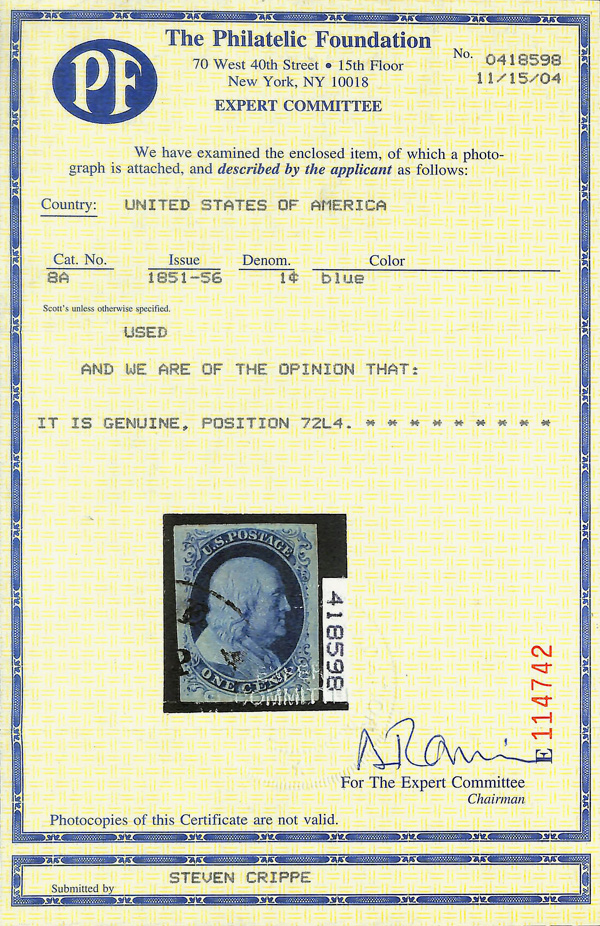 PF
The Philatelic Foundation
70 West 40th Street • 15th Floor
New York, NY 10018
EXPERT COMMITTEE
No. 0418598
11/15/04
We have examined the enclosed item, of which a photo-
graph is attached, and described by the applicant as follows:
Country: UNITED STATES OF AMERICA
Cat. No. Issue Denom. Color
8A 1851-56 1¢ blue
Scott's unless otherwise specified.
USED
AND WE ARE OF THE OPINION THAT:
IT IS GENUINE, POSITION 72L4. * * * * * * * * *
U.S. POSTAGE
ONE CENT
418598
COMMITT
E 114742
For The Expert Committee
Chairman
Photocopies of this Certificate are not valid.
Submitted by STEVEN CRIPPE